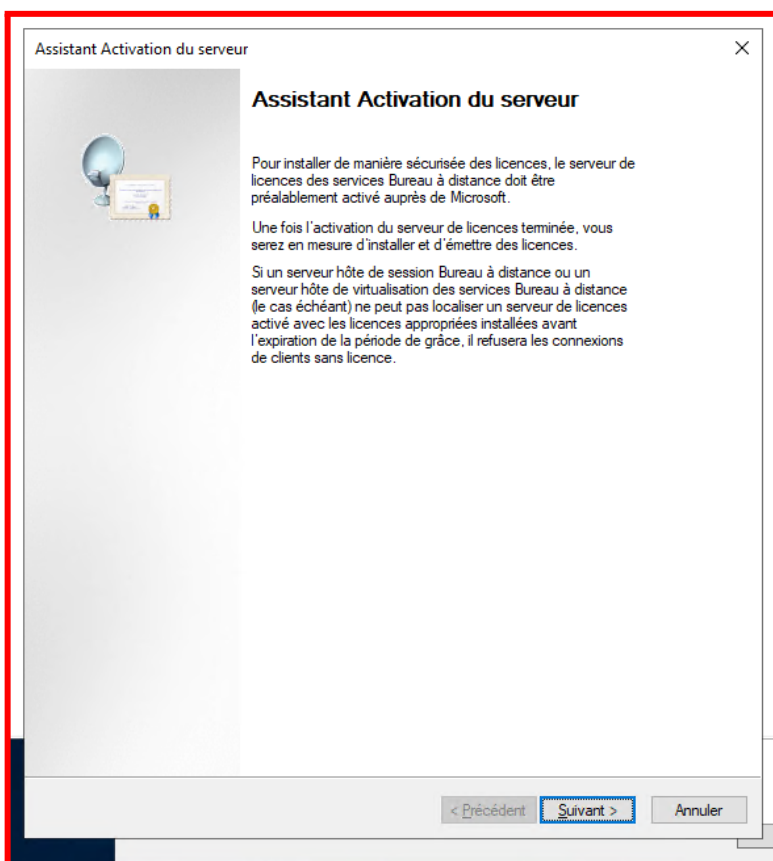 Assistant Activation du serveur
Assistant Activation du serveur
Pour installer de manière sécurisée des licences, le serveur de
licences des services Bureau à distance doit être
préalablement activé auprès de Microsoft.
Une fois l'activation du serveur de licences terminée, vous
serez en mesure d'installer et d'émettre des licences.
Si un serveur hôte de session Bureau à distance ou un
serveur hôte de virtualisation des services Bureau à distance
(le cas échéant) ne peut pas localiser un serveur de licences
activé avec les licences appropriées installées avant
l'expiration de la période de grâce, il refusera les connexions
de clients sans licence.
< Précédent Suivant > Annuler